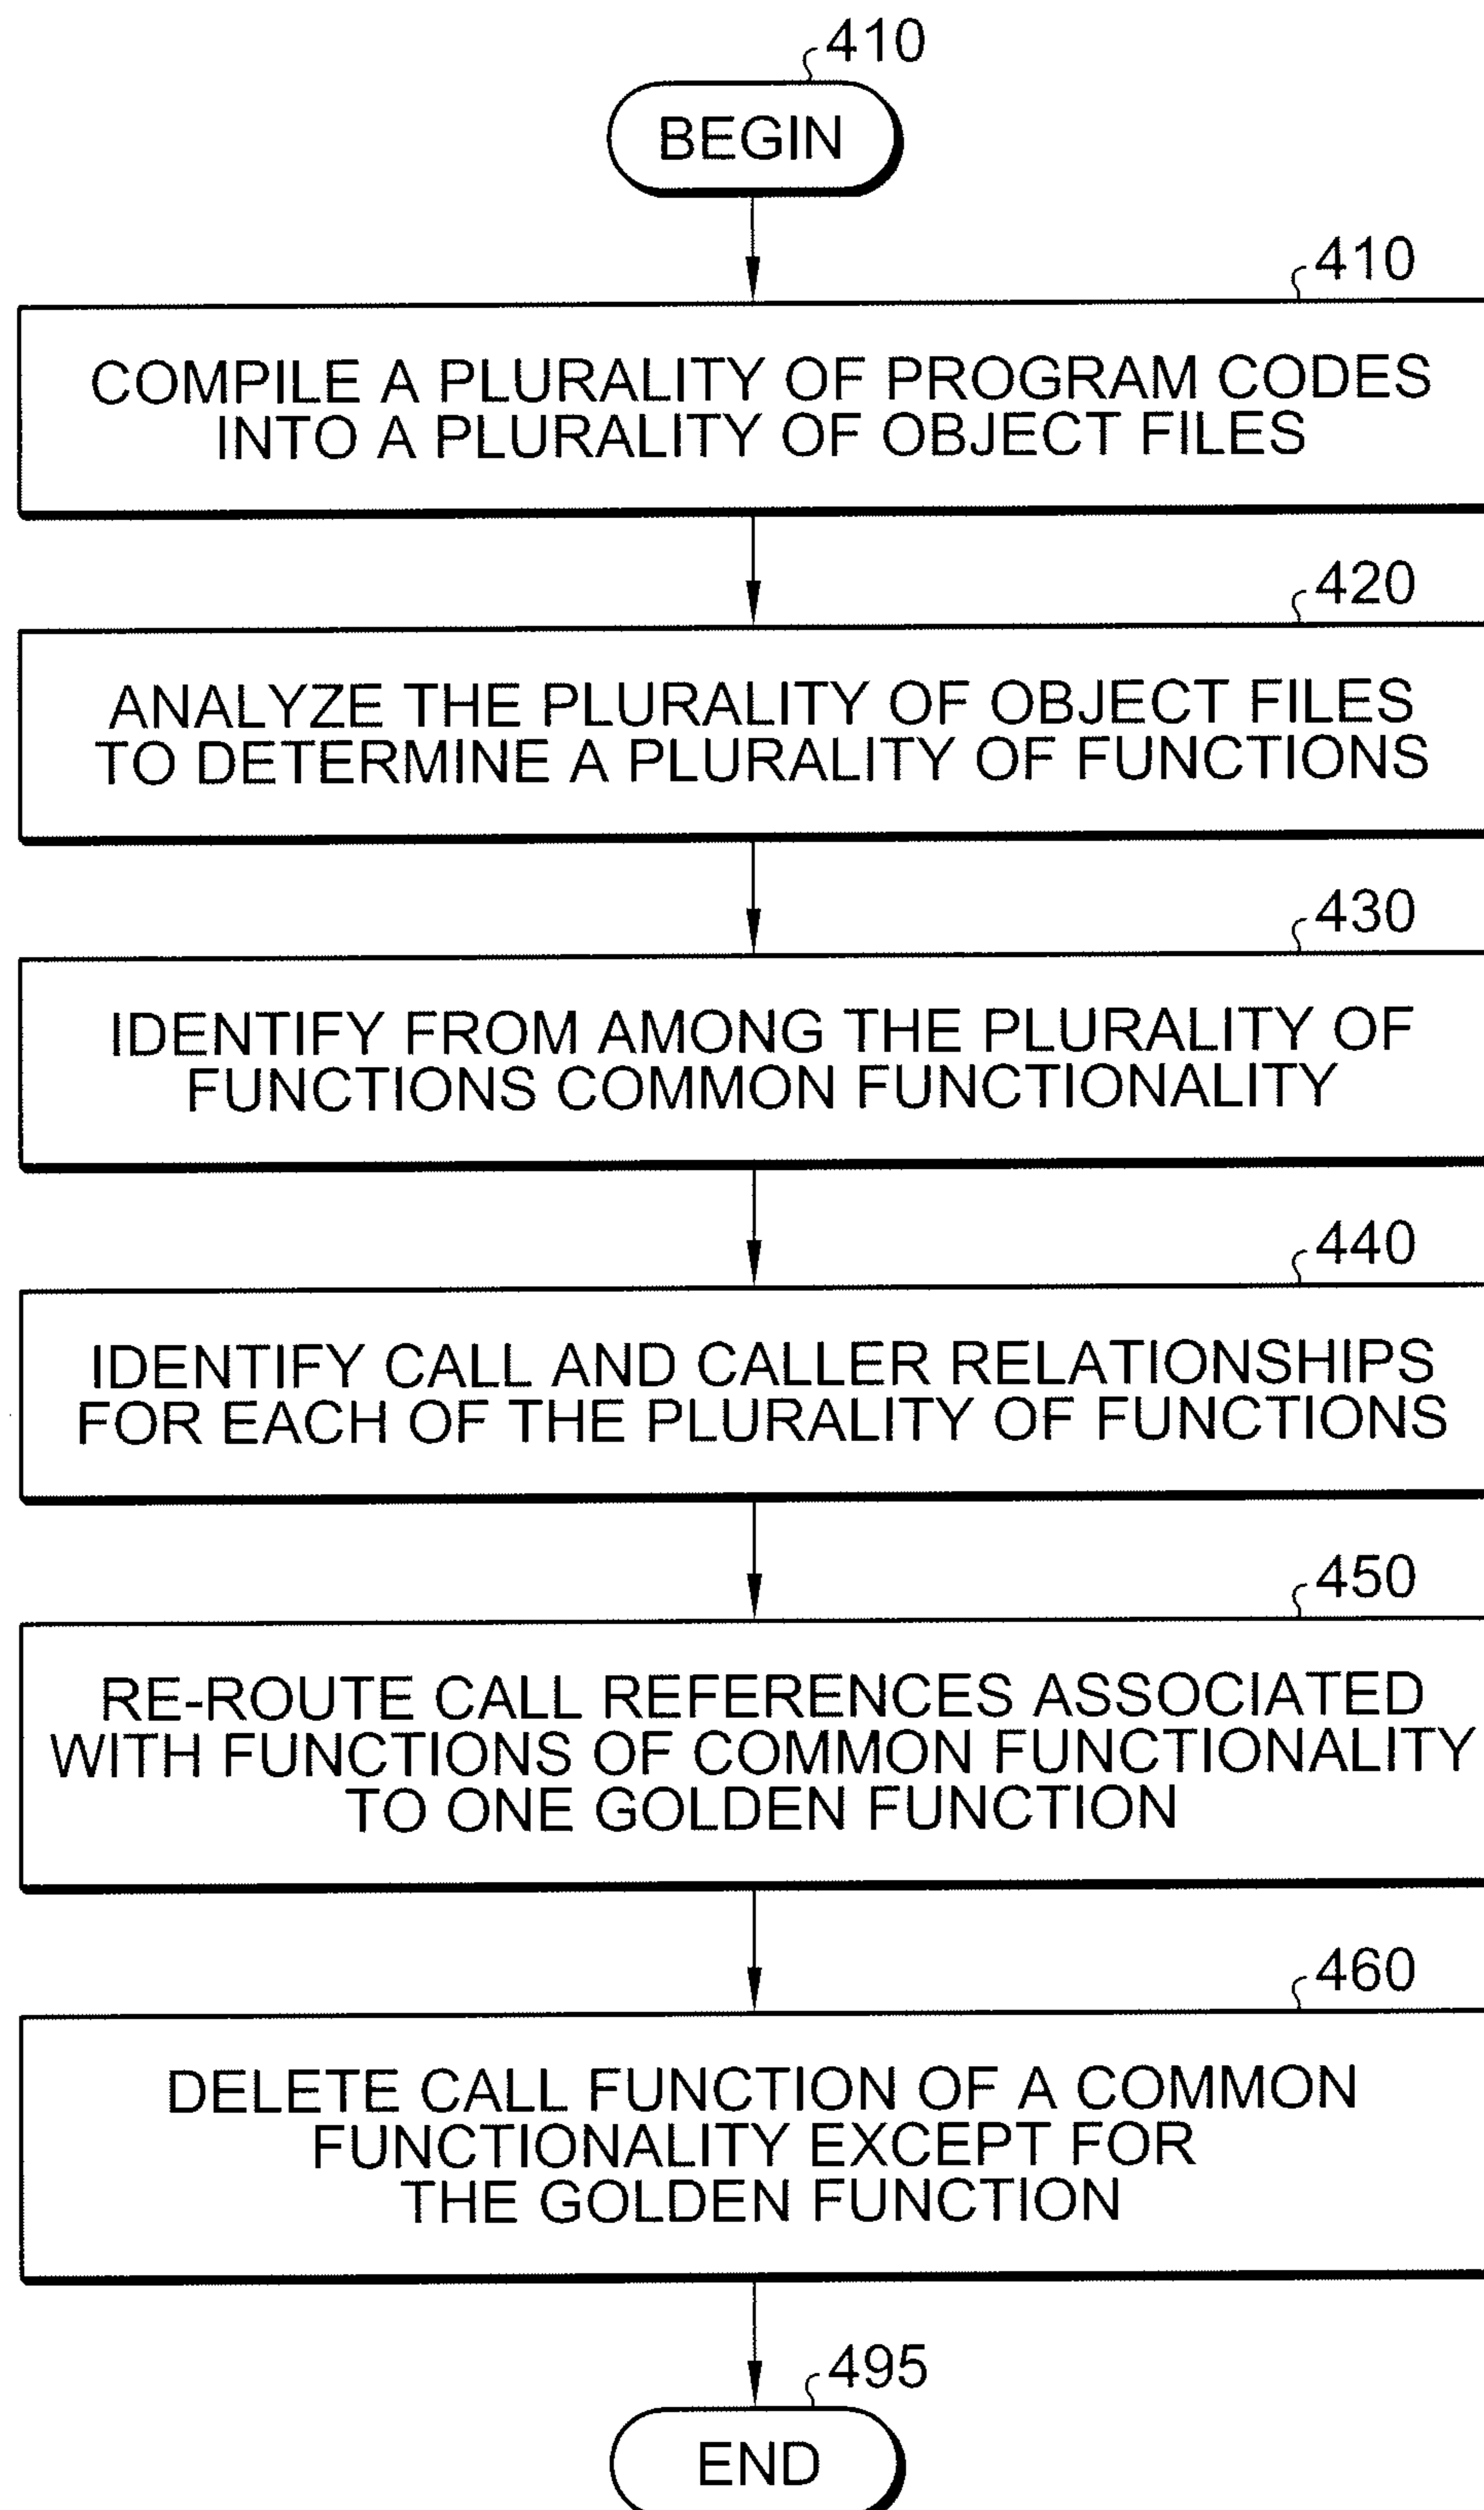 410
BEGIN
410
COMPILE A PLURALITY OF PROGRAM CODES
INTO A PLURALITY OF OBJECT FILES
420
ANALYZE THE PLURALITY OF OBJECT FILES
TO DETERMINE A PLURALITY OF FUNCTIONS
430
IDENTIFY FROM AMONG THE PLURALITY OF
FUNCTIONS COMMON FUNCTIONALITY
440
IDENTIFY CALL AND CALLER RELATIONSHIPS
FOR EACH OF THE PLURALITY OF FUNCTIONS
450
RE-ROUTE CALL REFERENCES ASSOCIATED
WITH FUNCTIONS OF COMMON FUNCTIONALITY
TO ONE GOLDEN FUNCTION
460
DELETE CALL FUNCTION OF A COMMON
FUNCTIONALITY EXCEPT FOR
THE GOLDEN FUNCTION
495
END